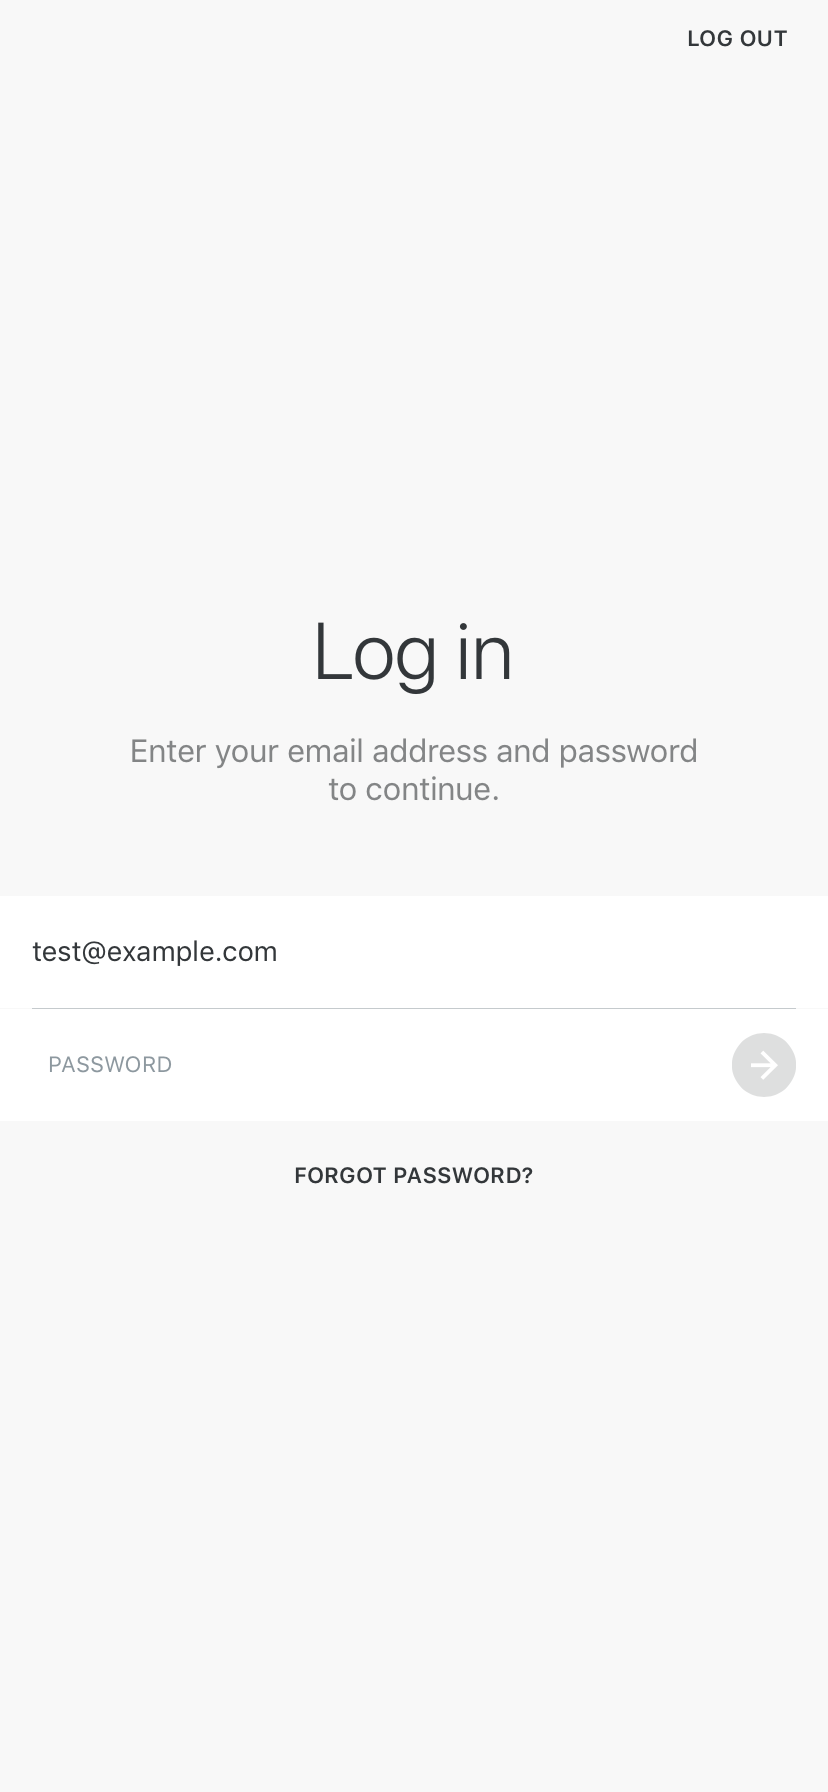 LOG OUT
Log in
Enter your email address and password
to continue.
test@example.com
PASSWORD
FORGOT PASSWORD?